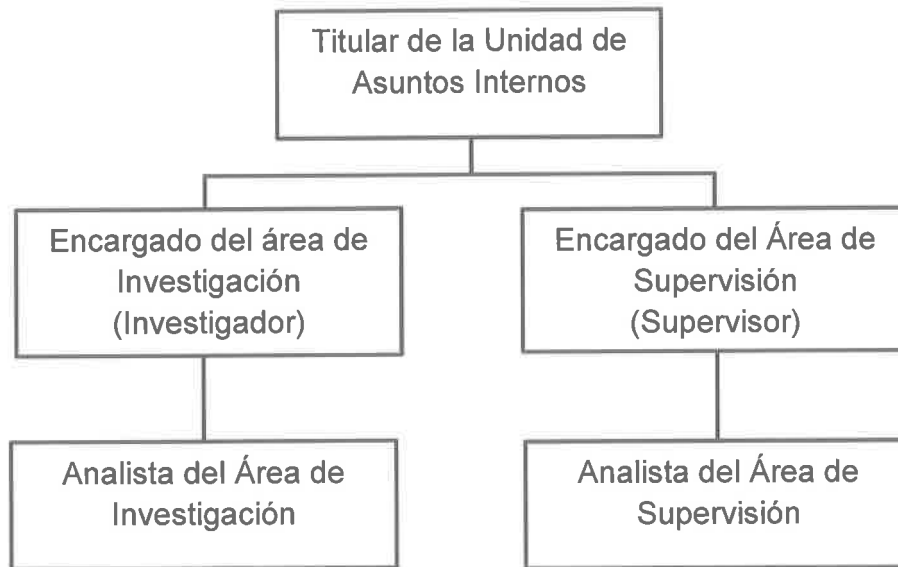 Titular de la Unidad de
Asuntos Internos
Encargado del área de
Investigación
(Investigador)
Encargado del Área de
Supervisión
(Supervisor)
Analista del Área de
Investigación
Analista del Área de
Supervisión